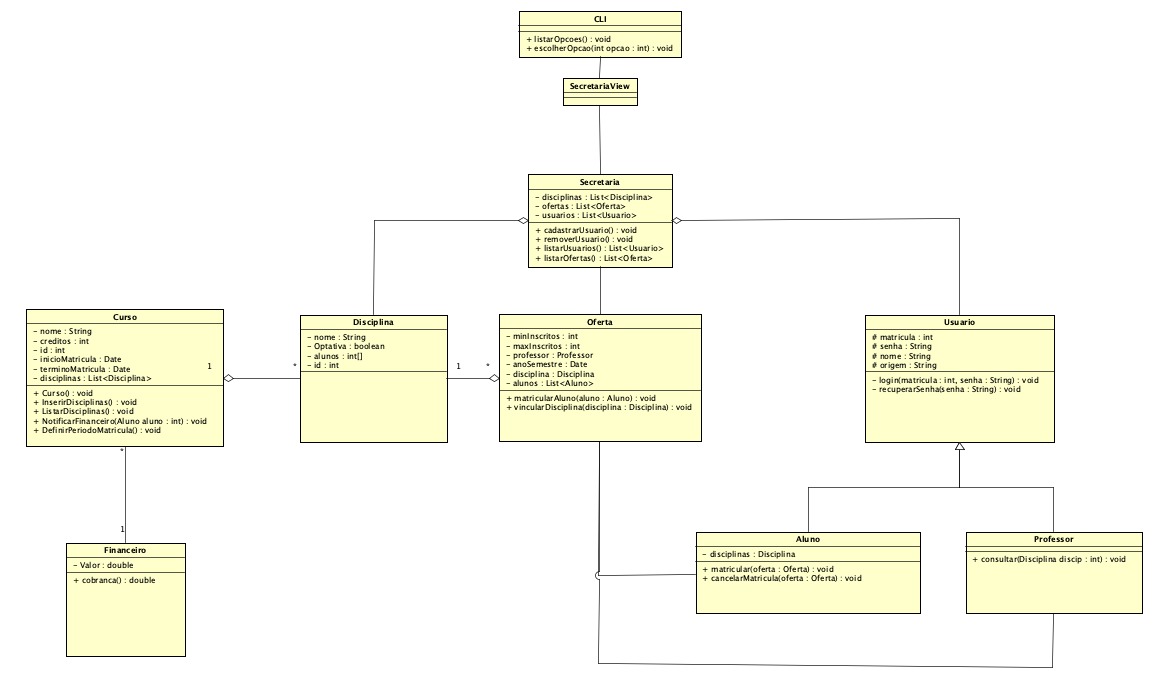 CLI
+ listarOpcoes() : void
+ escolherOpcao(int opcao : int) : void
SecretariaView
Secretaria
- disciplinas : List<Disciplina>
- ofertas : List<Oferta>
- usuarios : List<Usuario>
+ cadastrarUsuario() : void
+ removerUsuario() : void
+ listarUsuarios() : List<Usuario>
+ listarOfertas() : List<Oferta>
Curso
- nome : String
- creditos : int
- id : int
- inicioMatricula : Date
- terminoMatricula : Date
- disciplinas : List<Disciplina>
+ Curso() : void
+ InserirDisciplinas() : void
+ ListarDisciplinas() : void
+ NotificarFinanceiro(Aluno aluno : int) : void
+ DefinirPeriodoMatricula() : void
1
*
Disciplina
- nome : String
- Optativa : boolean
- alunos : int[]
- id : int
1
*
Oferta
- minInscritos : int
- maxInscritos : int
- professor : Professor
- anoSemestre : Date
- disciplina : Disciplina
- alunos : List<Aluno>
+ matricularAluno(aluno : Aluno) : void
+ vincularDisciplina(disciplina : Disciplina) : void
Usuario
# matricula : int
# senha : String
# nome : String
# origem : String
- login(matricula : int, senha : String) : void
- recuperarSenha(senha : String) : void
*
1
Financeiro
- Valor : double
+ cobranca() : double
Aluno
- disciplinas : Disciplina
+ matricular(oferta : Oferta) : void
+ cancelarMatricula(oferta : Oferta) : void
Professor
+ consultar(Disciplina discip : int) : void